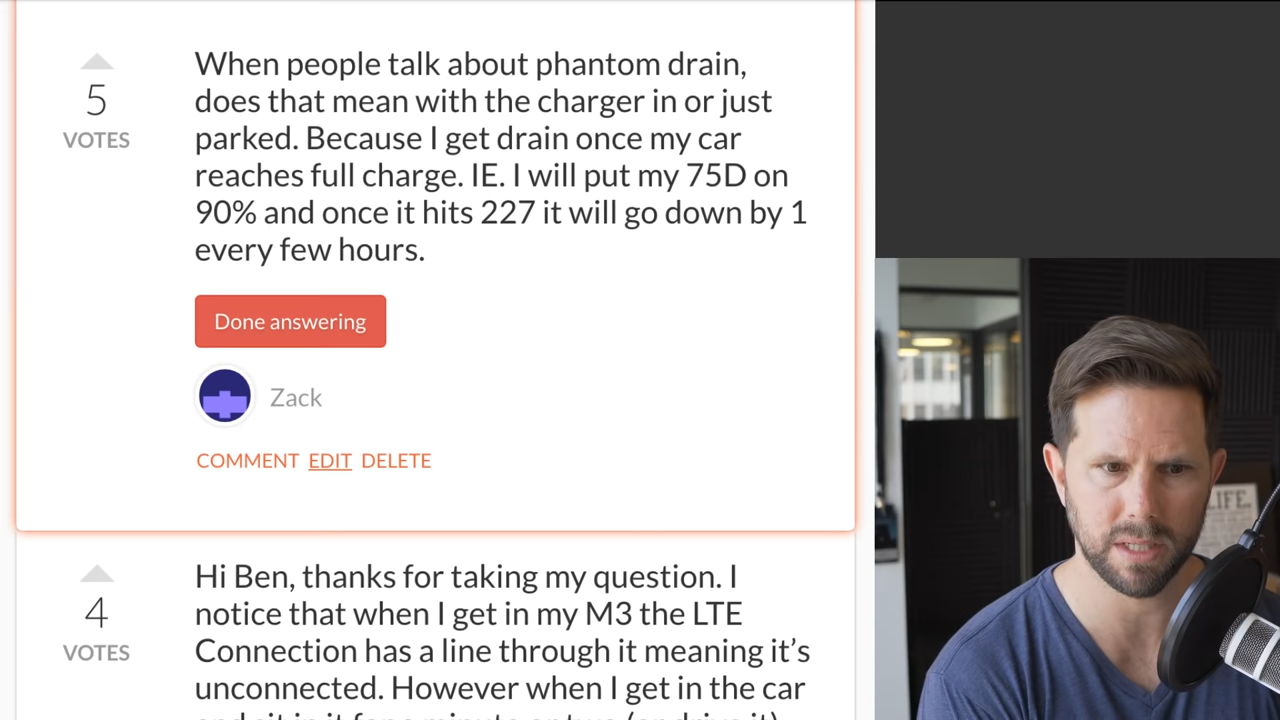 5
VOTES
When people talk about phantom drain,
does that mean with the charger in or just
parked. Because I get drain once my car
reaches full charge. IE. I will put my 75D on
90% and once it hits 227 it will go down by 1
every few hours.
Done answering
Zack
COMMENT EDIT DELETE
4
VOTES
Hi Ben, thanks for taking my question. I
notice that when I get in my M3 the LTE
Connection has a line through it meaning it’s
unconnected. However when I get in the car
LIFE.